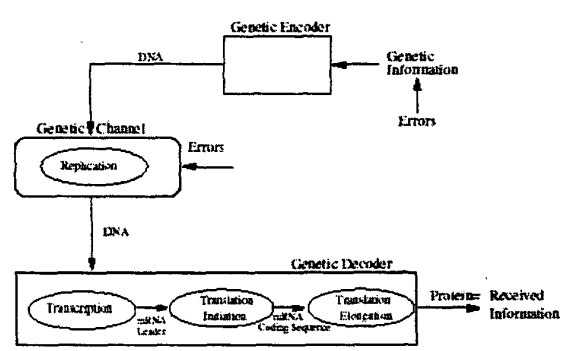 Genetic Encoder
DNA
Genetic
Information
Errors
Genetic Channel
Errors
Replication
DNA
Genetic Decoder
Transcription
mRNA
Leader
Translation
Initiation
mRNA
Coding Sequence
Translation
Elongation
Protein= Received
Information